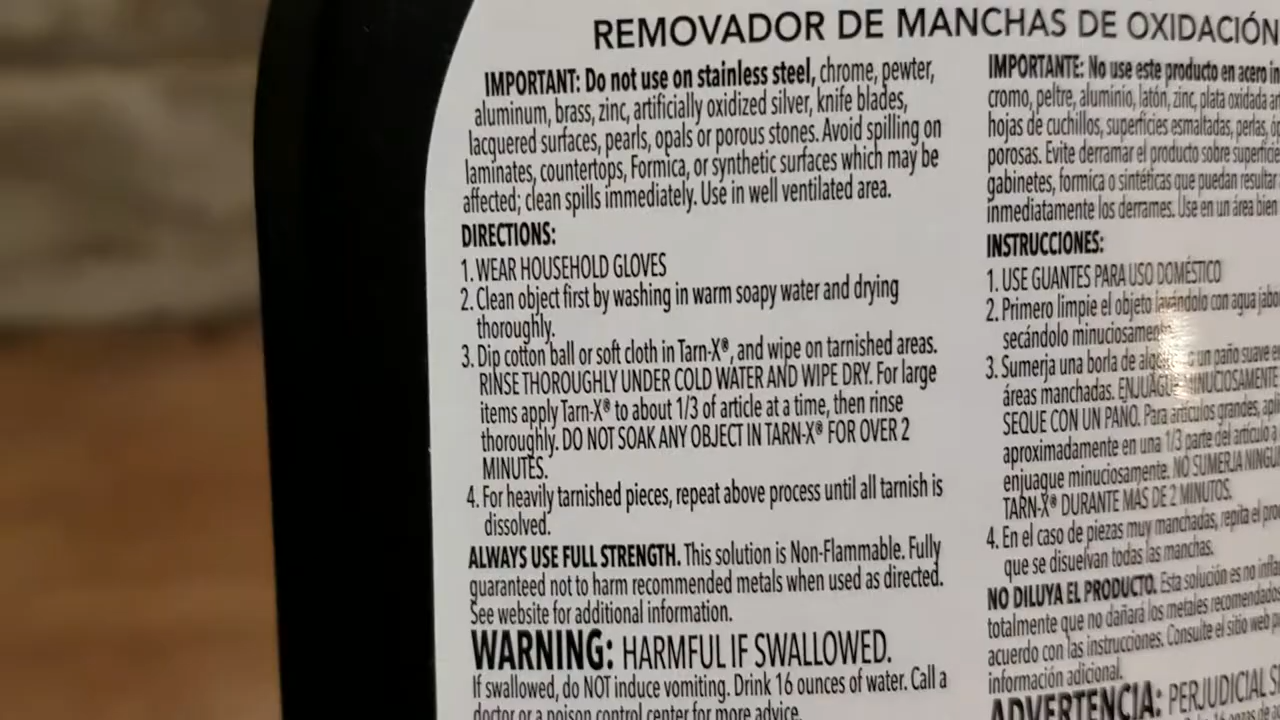 REMOVADOR DE MANCHAS DE OXIDACIÓN
IMPORTANT: Do not use on stainless steel, chrome, pewter,
aluminum, brass, zinc, artificially oxidized silver, knife blades,
lacquered surfaces, pearls, opals or porous stones. Avoid spilling on
laminates, countertops, Formica, or synthetic surfaces which may be
affected; clean spills immediately. Use in well ventilated area.
DIRECTIONS:
1. WEAR HOUSEHOLD GLOVES
2. Clean object first by washing in warm soapy water and drying
thoroughly.
3. Dip cotton ball or soft cloth in Tarn-X®, and wipe on tarnished areas.
RINSE THOROUGHLY UNDER COLD WATER AND WIPE DRY. For large
items apply Tarn-X® to about 1/3 of article at a time, then rinse
thoroughly. DO NOT SOAK ANY OBJECT IN TARN-X® FOR OVER 2
MINUTES.
4. For heavily tarnished pieces, repeat above process until all tarnish is
dissolved.
ALWAYS USE FULL STRENGTH. This solution is Non-Flammable. Fully
guaranteed not to harm recommended metals when used as directed.
See website for additional information.
WARNING: HARMFUL IF SWALLOWED.
If swallowed, do NOT induce vomiting. Drink 16 ounces of water. Call a
doctor or a poison control center for more advice.
IMPORTANTE: No use este producto en acero
cromo, peltre, aluminio, latón, zinc, plata oxidada
hojas de cuchillos, superficies esmaltadas, perlas,
porosas. Evite derramar el producto sobre
gabinetes, formica o sintéticas que puedan resultar
inmediatamente los derrames. Use en un área bien
INSTRUCCIONES:
1. USE GUANTES PARA USO DOMÉSTICO
2. Primero limpie el objeto lavándolo con agua
secándolo
3. Sumerja una borla de un paño suave
áreas manchadas.
SEQUE CON UN PAÑO. Para artículos grandes,
aproximadamente en una 1/3 parte del artículo a
enjuague minuciosamente. NO SUMERJA
TARN-X® DURANTE MÁS DE 2 MINUTOS.
4. En el caso de piezas muy manchadas, repita el
que se disuelvan todas las manchas.
NO DILUYA EL PRODUCTO. Esta solución es no
totalmente que no dañará los metales recomendados
acuerdo con las instrucciones. Consulte el sitio web
información adicional.
ADVERTENCIA: PERJUDICIAL